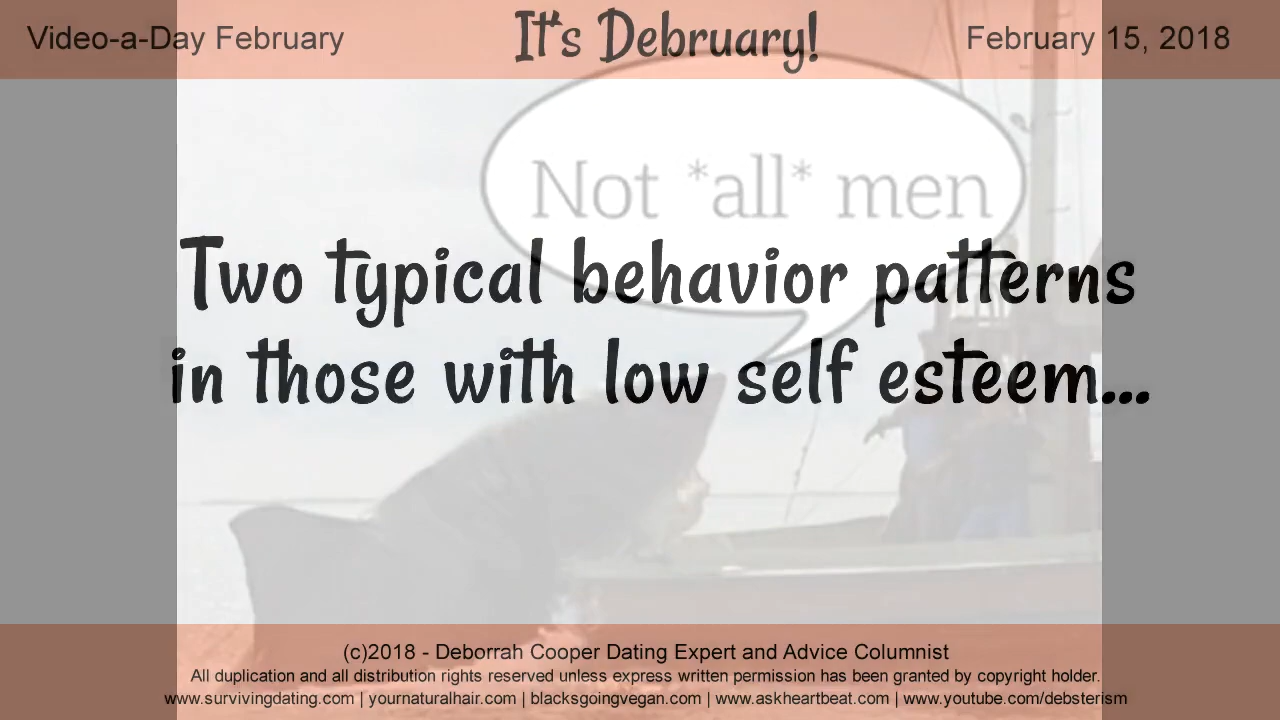 Video-a-Day February
It's Debruary!
February 15, 2018
Not *all* men
Two typical behavior patterns
in those with low self esteem...
(c)2018 - Deborrah Cooper Dating Expert and Advice Columnist
All duplication and all distribution rights reserved unless express written permission has been granted by copyright holder.
www.survivingdating.com | yournaturalhair.com | blacksgoingvegan.com | www.askheartbeat.com | www.youtube.com/debsterism